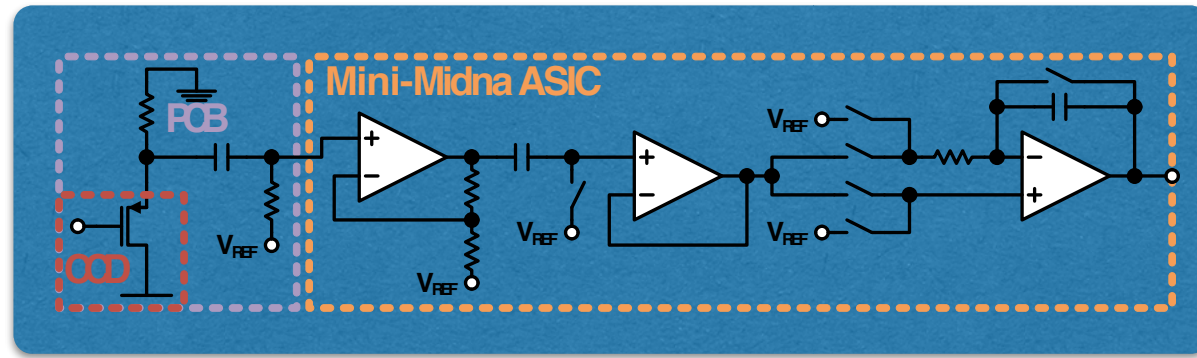 Mini-Midna ASIC
PCB
CCD
VREF
VREF
VREF
VREF
VREF
+
−
+
−
−
+